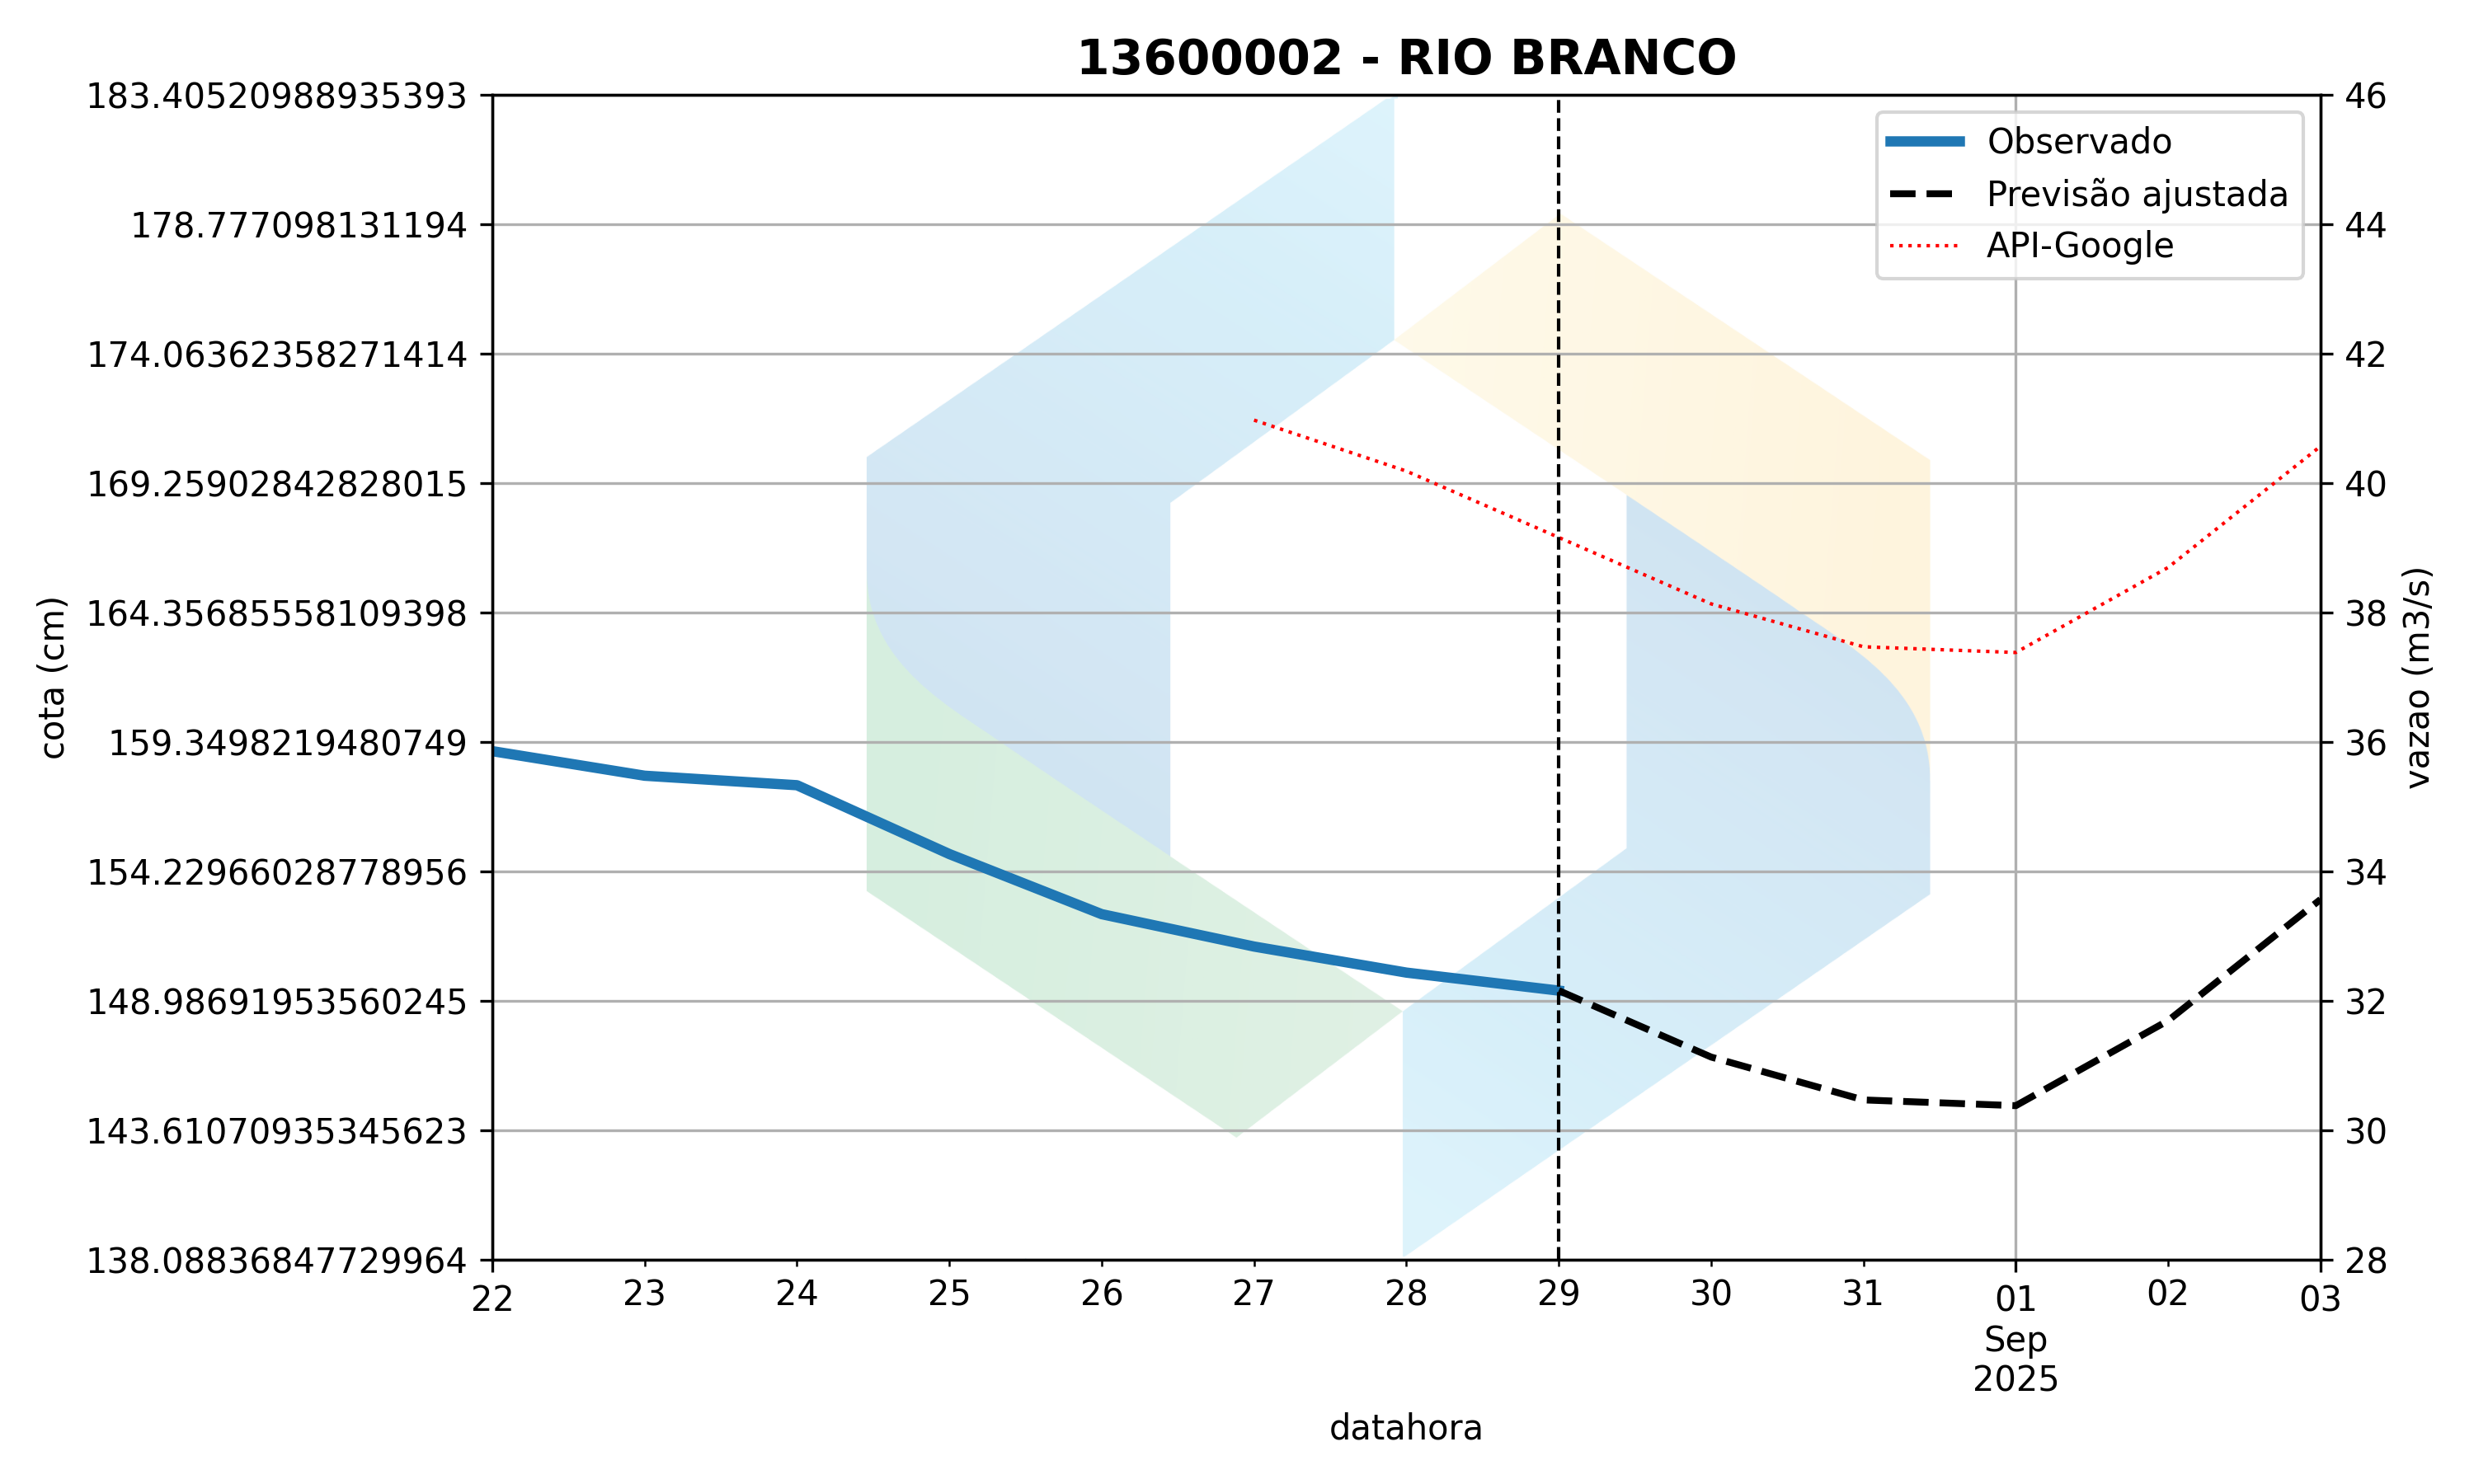 13600002 - RIO BRANCO
183.40520988935393
178.777098131194
174.06362358271414
169.25902842828015
164.35685558109398
159.3498219480749
154.22966028778956
148.98691953560245
143.61070935345623
138.08836847729964
cota (cm)
46
44
42
40
38
36
34
32
30
28
vazao (m3/s)
Observado
Previsão ajustada
API-Google
22 23 24 25 26 27 28 29 30 31 01 02 03
Sep
2025
datahora